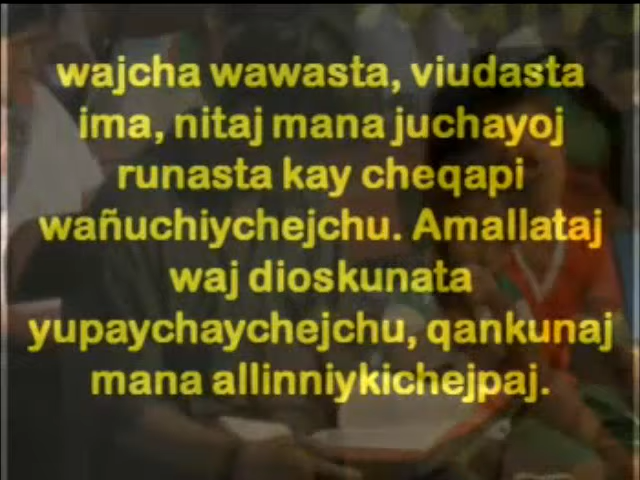 wajcha wawasta, viudasta
ima, nitaj mana juchayoj
runasta kay cheqapi
wañuchiychejchu. Amallataj
waj dioskunata
yupaychaychejchu, qankunaj
mana allinniykichejpaj.